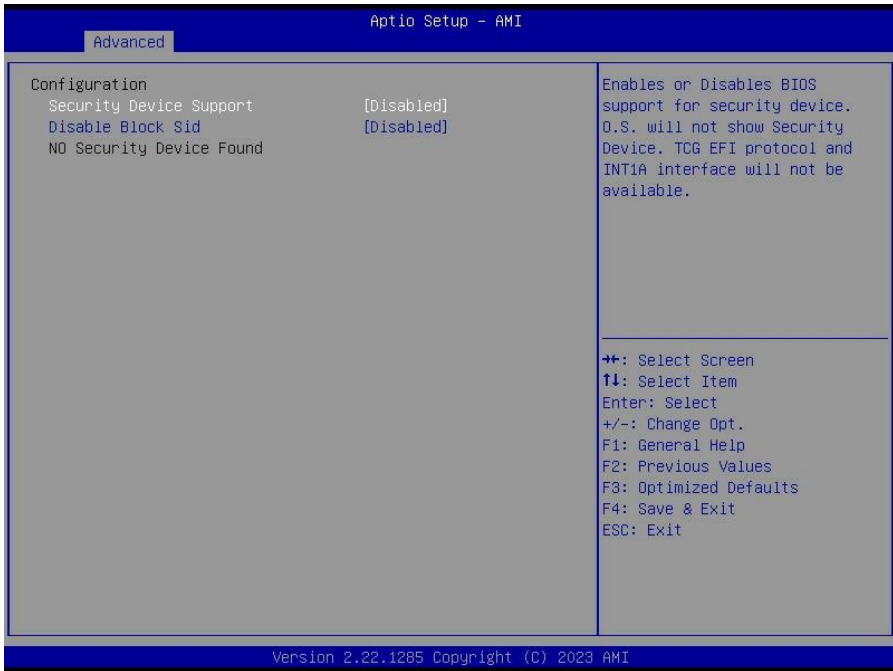 Aptio Setup - AMI
Advanced
Configuration
Security Device Support [Disabled]
Disable Block Sid [Disabled]
NO Security Device Found
Enables or Disables BIOS
support for security device.
O.S. will not show Security
Device. TCG EFI protocol and
INT1A interface will not be
available.
→←: Select Screen
↑↓: Select Item
Enter: Select
+/-: Change Opt.
F1: General Help
F2: Previous Values
F3: Optimized Defaults
F4: Save & Exit
ESC: Exit
Version 2.22.1285 Copyright (C) 2023 AMI